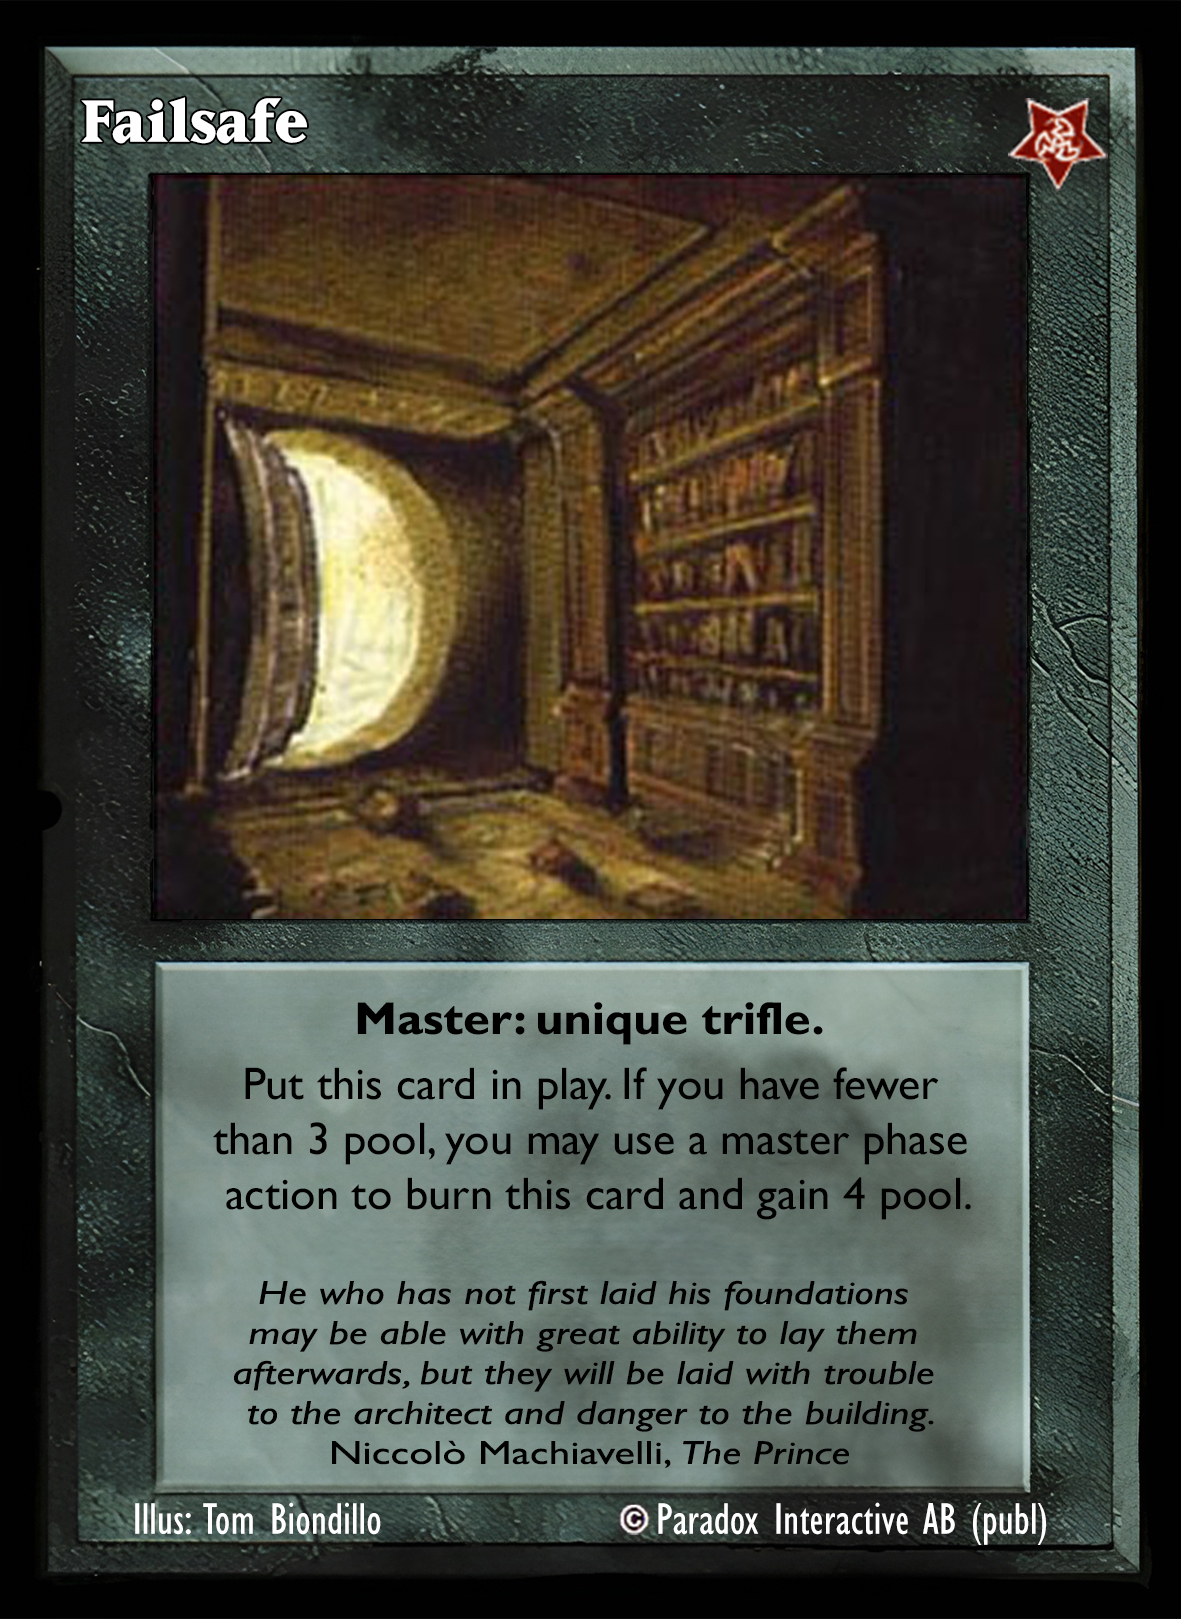 Failsafe
Master: unique trifle.
Put this card in play. If you have fewer
than 3 pool, you may use a master phase
action to burn this card and gain 4 pool.
He who has not first laid his foundations
may be able with great ability to lay them
afterwards, but they will be laid with trouble
to the architect and danger to the building.
Niccolò Machiavelli, The Prince
Illus: Tom Biondillo
© Paradox Interactive AB (publ)